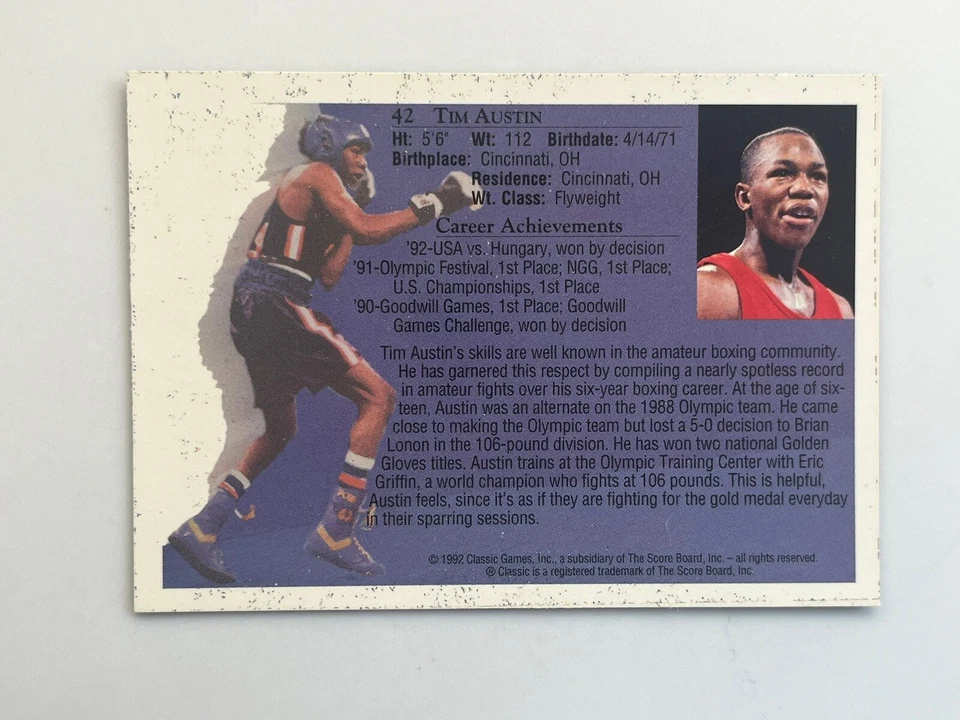 42 TIM AUSTIN
Ht: 5'6" Wt: 112 Birthdate: 4/14/71
Birthplace: Cincinnati, OH
Residence: Cincinnati, OH
Wt. Class: Flyweight
Career Achievements
'92-USA vs. Hungary, won by decision
'91-Olympic Festival, 1st Place; NGG, 1st Place;
U.S. Championships, 1st Place
'90-Goodwill Games, 1st Place; Goodwill
Games Challenge, won by decision
Tim Austin's skills are well known in the amateur boxing community.
He has garnered this respect by compiling a nearly spotless record
in amateur fights over his six-year boxing career. At the age of six-
teen, Austin was an alternate on the 1988 Olympic team. He came
close to making the Olympic team but lost a 5-0 decision to Brian
Lonon in the 106-pound division. He has won two national Golden
Gloves titles. Austin trains at the Olympic Training Center with Eric
Griffin, a world champion who fights at 106 pounds. This is helpful,
Austin feels, since it's as if they are fighting for the gold medal everyday
in their sparring sessions.
© 1992 Classic Games, Inc., a subsidiary of The Score Board, Inc. – all rights reserved.
® Classic is a registered trademark of The Score Board, Inc.